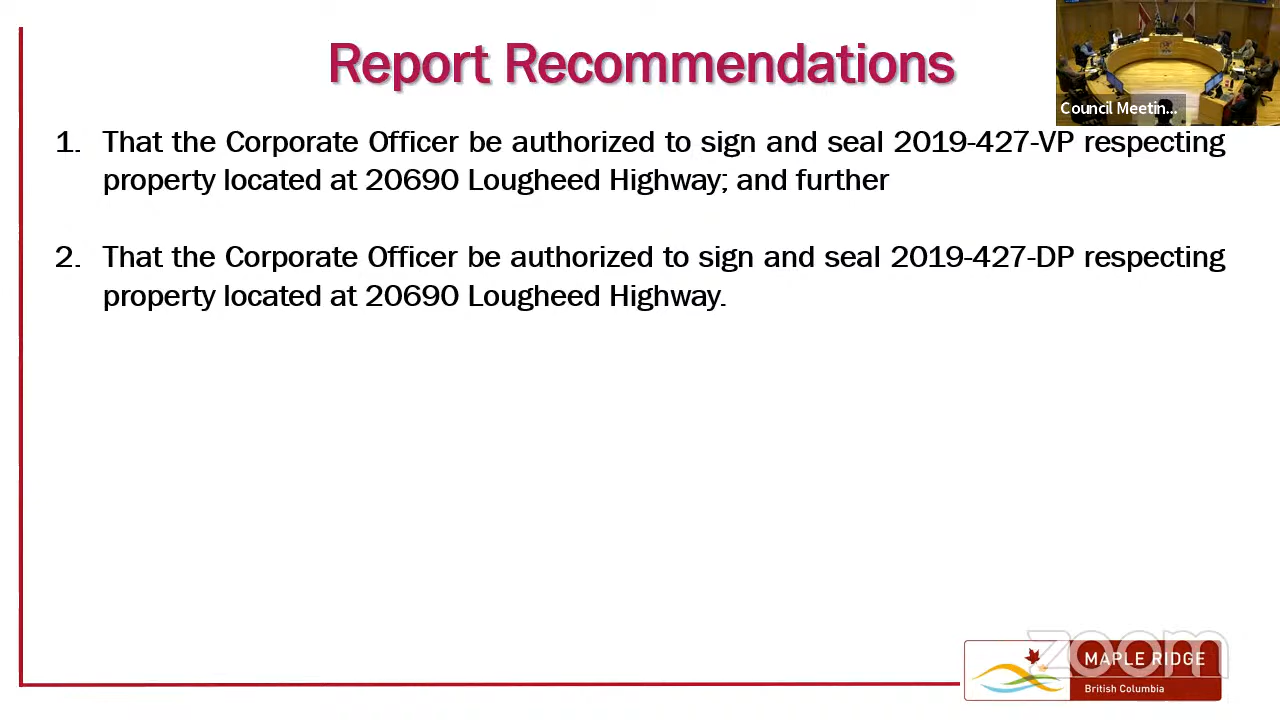 Report Recommendations
Council Meetin...
1. That the Corporate Officer be authorized to sign and seal 2019-427-VP respecting
property located at 20690 Lougheed Highway; and further
2. That the Corporate Officer be authorized to sign and seal 2019-427-DP respecting
property located at 20690 Lougheed Highway.
zoom
MAPLE RIDGE
British Columbia